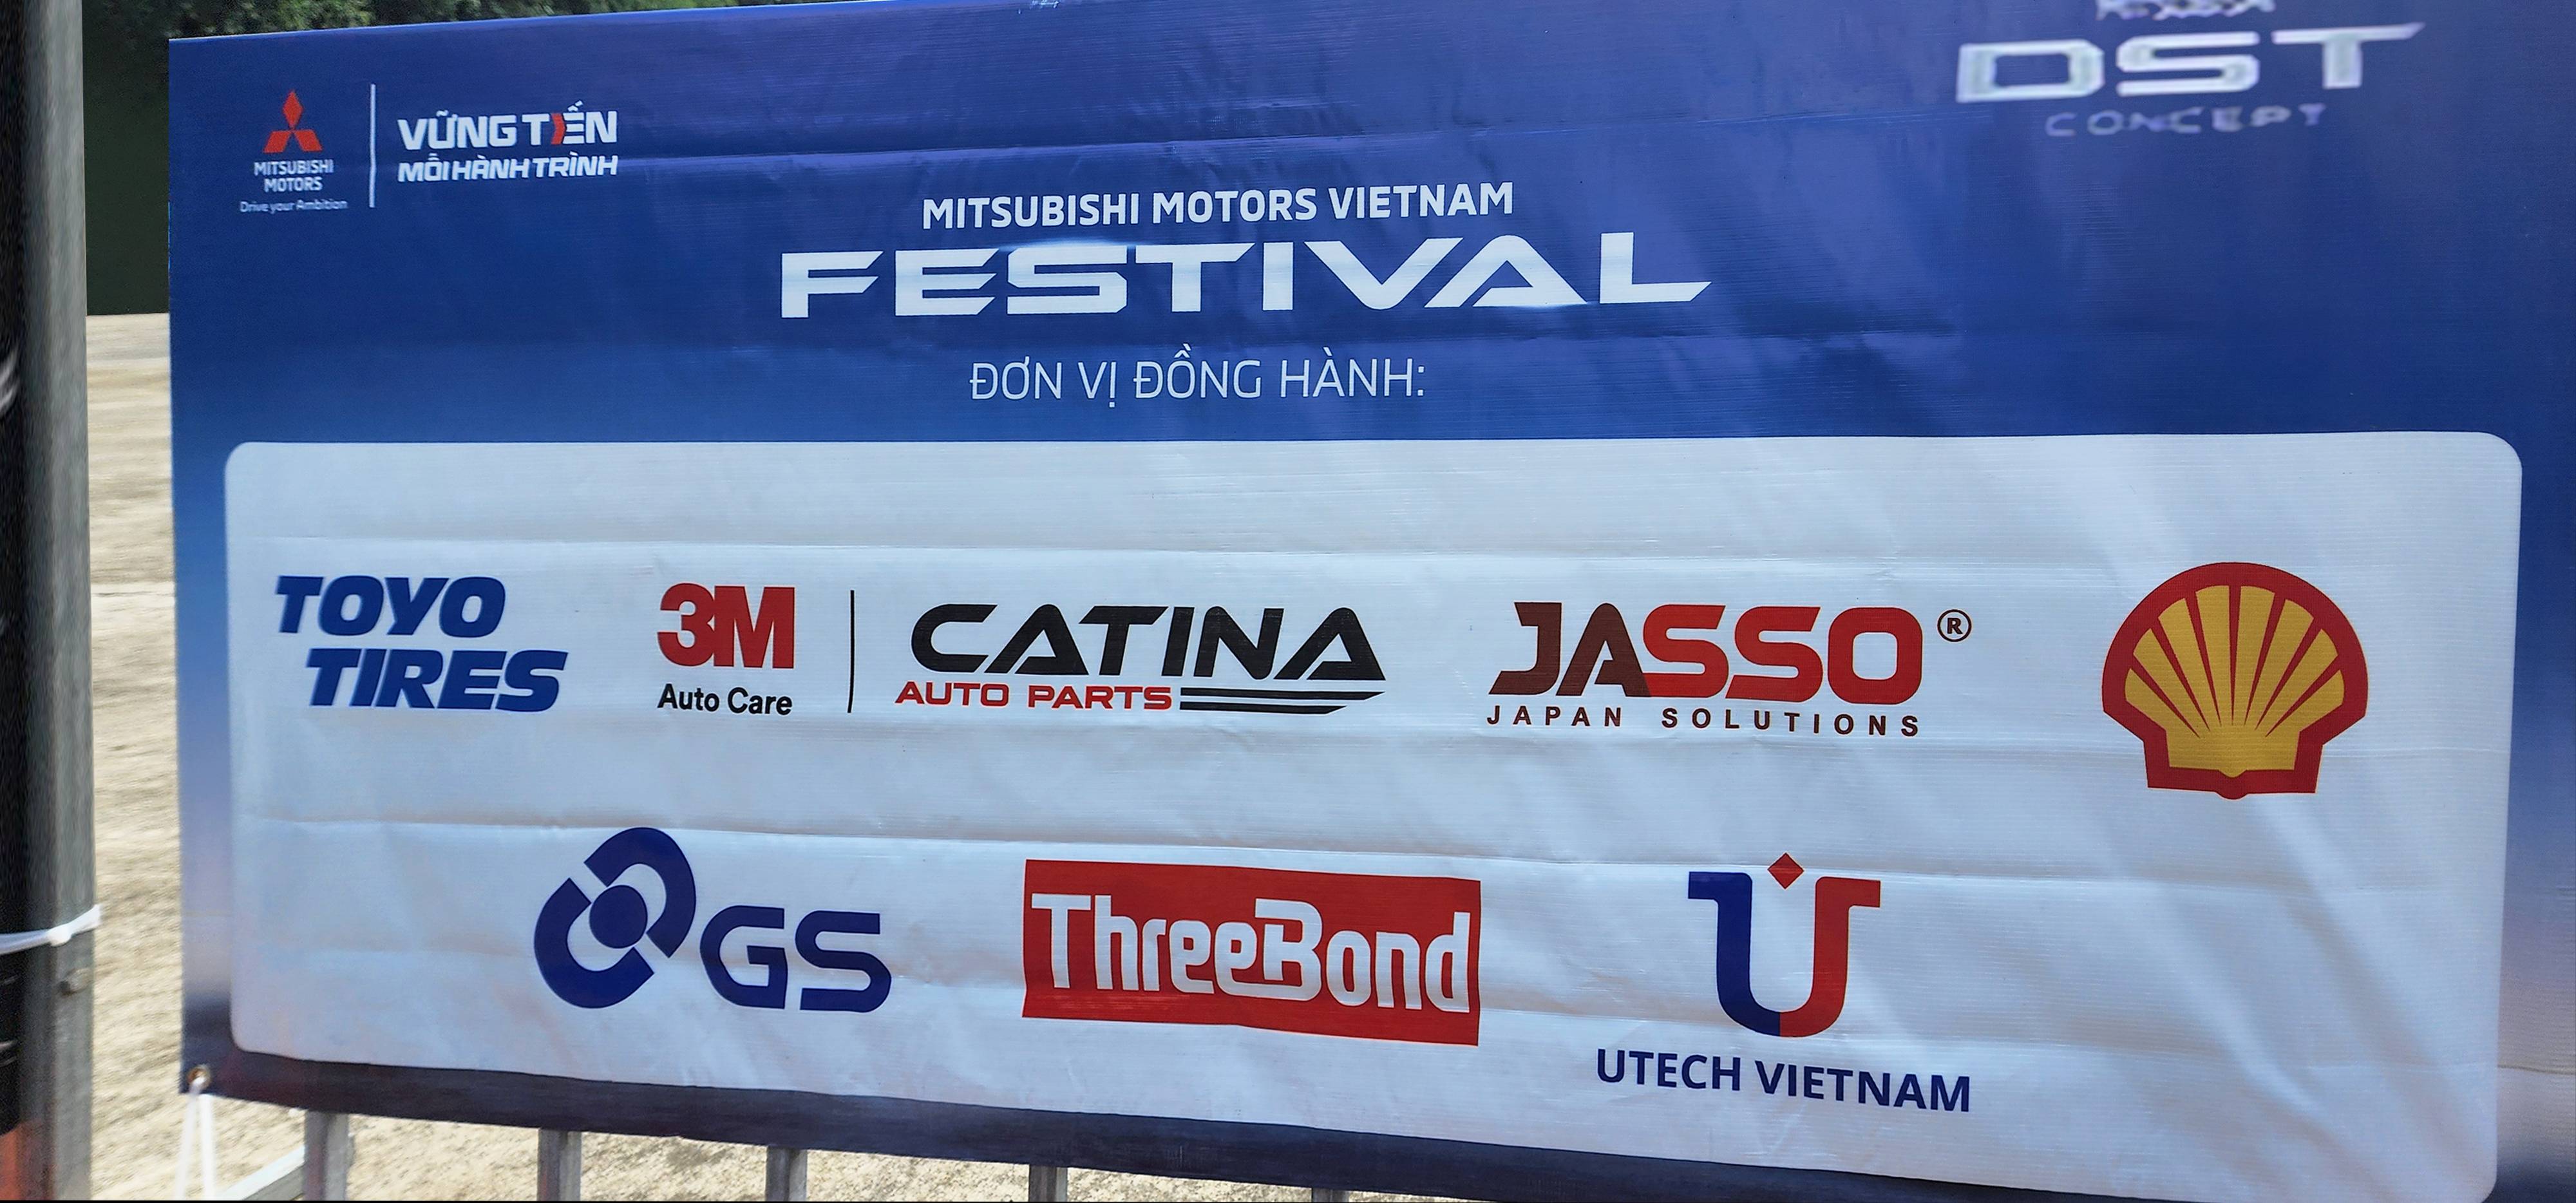 MITSUBISHI
MOTORS
Drive your Ambition
VỮNG TIẾN
MỖI HÀNH TRÌNH
DST
CONCEPT
MITSUBISHI MOTORS VIETNAM
FESTIVAL
ĐƠN VỊ ĐỒNG HÀNH:
TOYO
TIRES
3M
Auto Care
CATINA
AUTO PARTS
JASSO®
JAPAN SOLUTIONS
GS
ThreeBond
UTECH VIETNAM